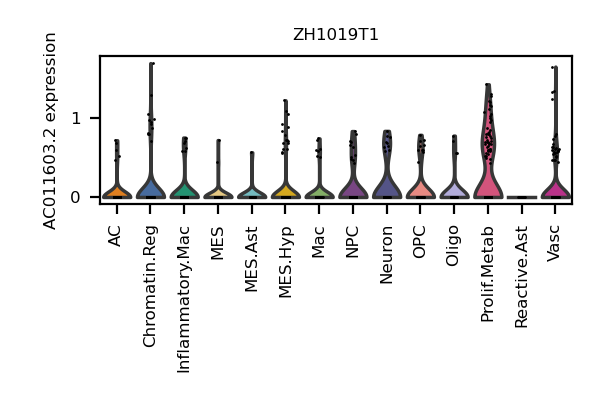 ZH1019T1
AC011603.2 expression
1
0
AC
Chromatin.Reg
Inflammatory.Mac
MES
MES.Ast
MES.Hyp
Mac
NPC
Neuron
OPC
Oligo
Prolif.Metab
Reactive.Ast
Vasc